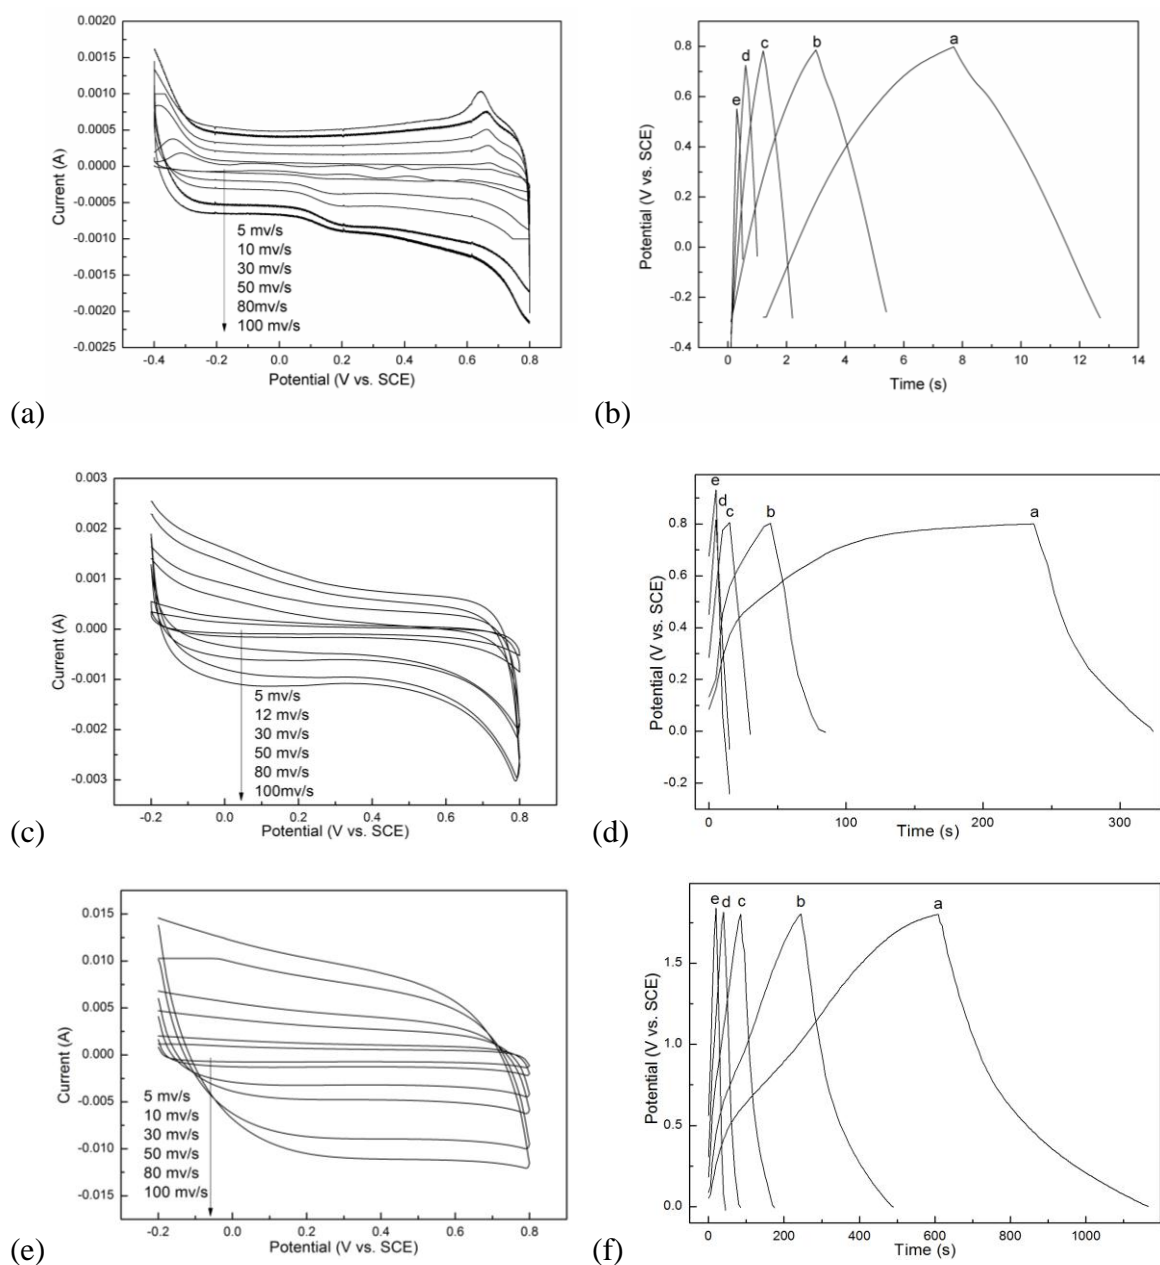 0.0020
0.0015
0.0010
0.0005
0.0000
-0.0005
-0.0010
-0.0015
-0.0020
-0.0025
Current (A)
5 mv/s
10 mv/s
30 mv/s
50 mv/s
80mv/s
100 mv/s
-0.4 -0.2 0.0 0.2 0.4 0.6 0.8
Potential (V vs. SCE)
(a)
0.8
0.6
0.4
0.2
0.0
-0.2
-0.4
Potential (V vs. SCE)
e d c b a
0 2 4 6 8 10 12 14
Time (s)
(b)
0.003
0.002
0.001
0.000
-0.001
-0.002
-0.003
Current (A)
5 mv/s
12 mv/s
30 mv/s
50 mv/s
80 mv/s
100mv/s
-0.2 0.0 0.2 0.4 0.6 0.8
Potential (V vs. SCE)
(c)
0.8
0.6
0.4
0.2
0.0
-0.2
Potential (V vs. SCE)
e d c b a
0 100 200 300
Time (s)
(d)
0.015
0.010
0.005
0.000
-0.005
-0.010
-0.015
Current (A)
5 mv/s
10 mv/s
30 mv/s
50 mv/s
80 mv/s
100 mv/s
-0.2 0.0 0.2 0.4 0.6 0.8
Potential (V vs. SCE)
(e)
1.5
1.0
0.5
0.0
Potential (V vs. SCE)
e d c b a
0 200 400 600 800 1000
Time (s)
(f)